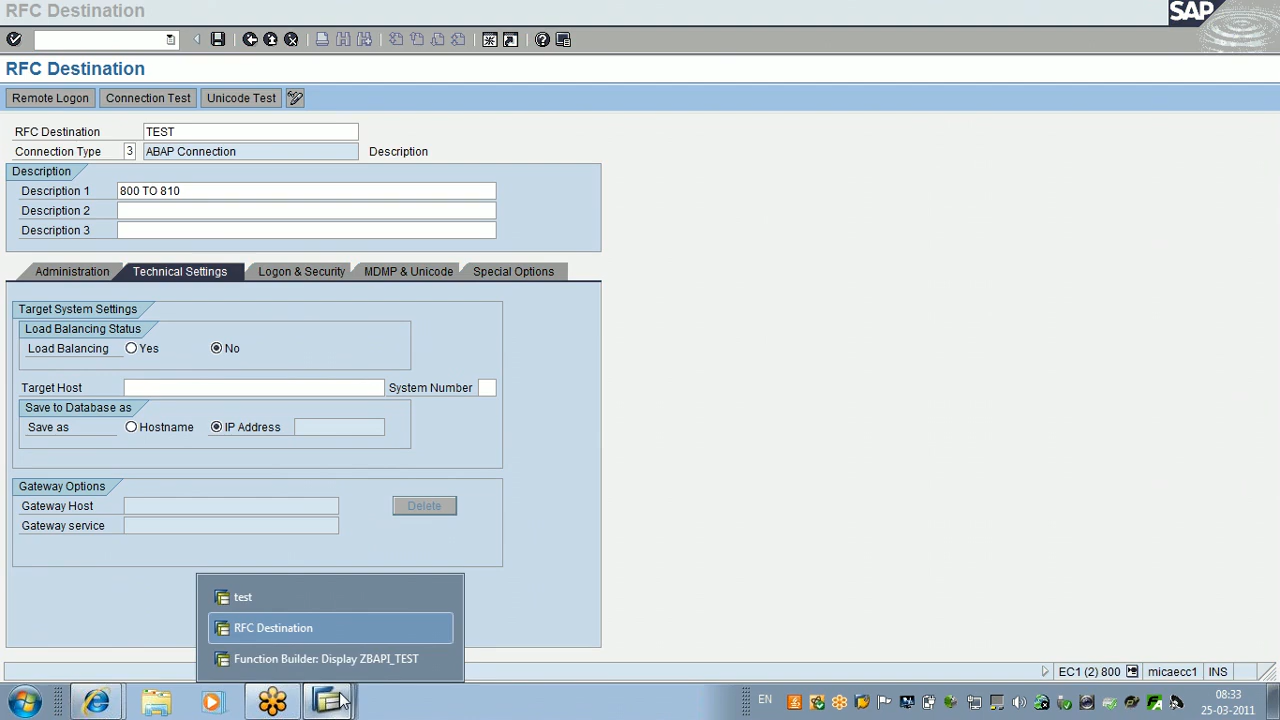 RFC Destination
SAP
RFC Destination
Remote Logon Connection Test Unicode Test
RFC Destination TEST
Connection Type 3 ABAP Connection Description
Description
Description 1 800 TO 810
Description 2
Description 3
Administration Technical Settings Logon & Security MDMP & Unicode Special Options
Target System Settings
Load Balancing Status
Load Balancing Yes No
Target Host System Number
Save to Database as
Save as Hostname IP Address
Gateway Options
Gateway Host Delete
Gateway service
test
RFC Destination
Function Builder: Display ZBAPI_TEST
EC1 (2) 800 micaecc1 INS
EN
08:33
25-03-2011